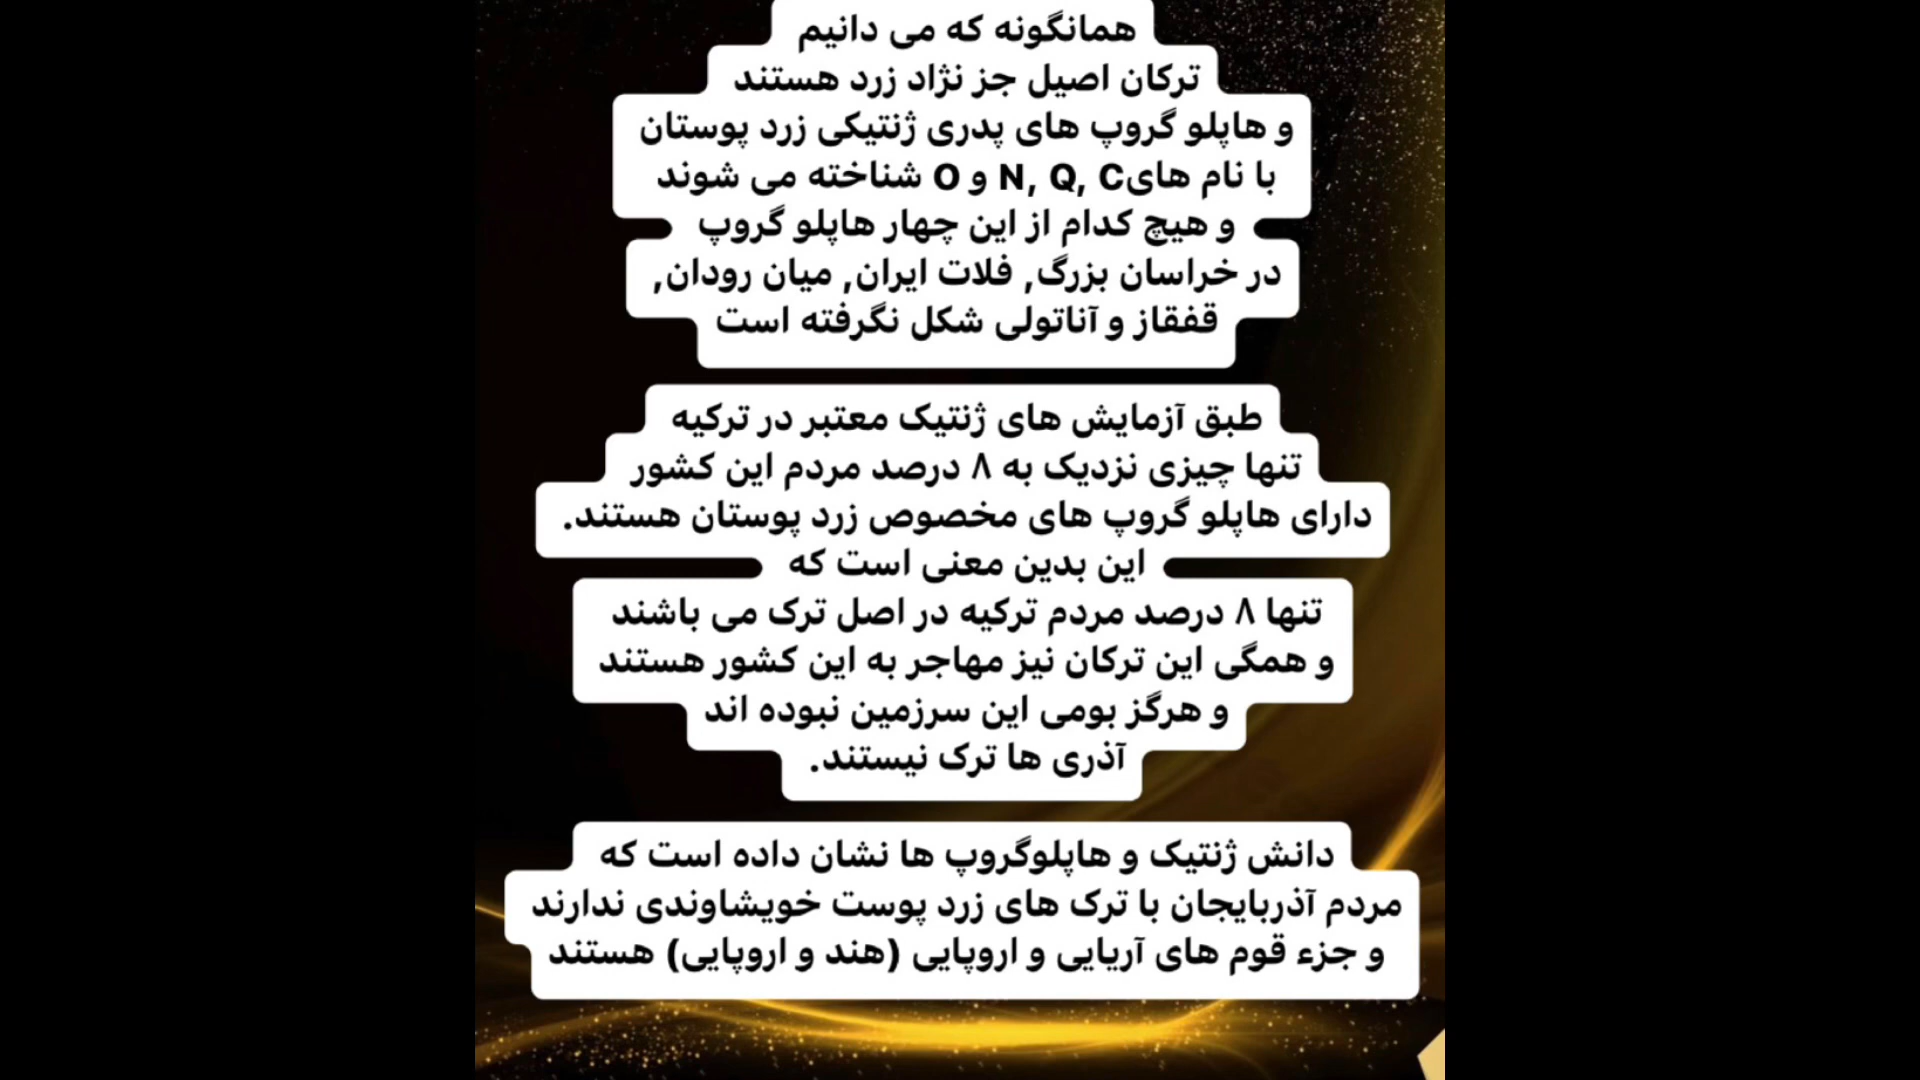 همانگونه که می دانیم
ترکان اصیل جز نژاد زرد هستند
و هاپلو گروپ های پدری ژنتیکی زرد پوستان
با نام هایN, Q, C و O شناخته می شوند
و هیچ کدام از این چهار هاپلو گروپ
در خراسان بزرگ, فلات ایران, میان رودان,
قفقاز و آناتولی شکل نگرفته است
طبق آزمایش های ژنتیک معتبر در ترکیه
تنها چیزی نزدیک به ۸ درصد مردم این کشور
دارای هاپلو گروپ های مخصوص زرد پوستان هستند.
این بدین معنی است که
تنها ۸ درصد مردم ترکیه در اصل ترک می باشند
و همگی این ترکان نیز مهاجر به این کشور هستند
و هرگز بومی این سرزمین نبوده اند
آذری ها ترک نیستند.
دانش ژنتیک و هاپلوگروپ ها نشان داده است که
مردم آذربایجان با ترک های زرد پوست خویشاوندی ندارند
و جزء قوم های آریایی و اروپایی (هند و اروپایی) هستند